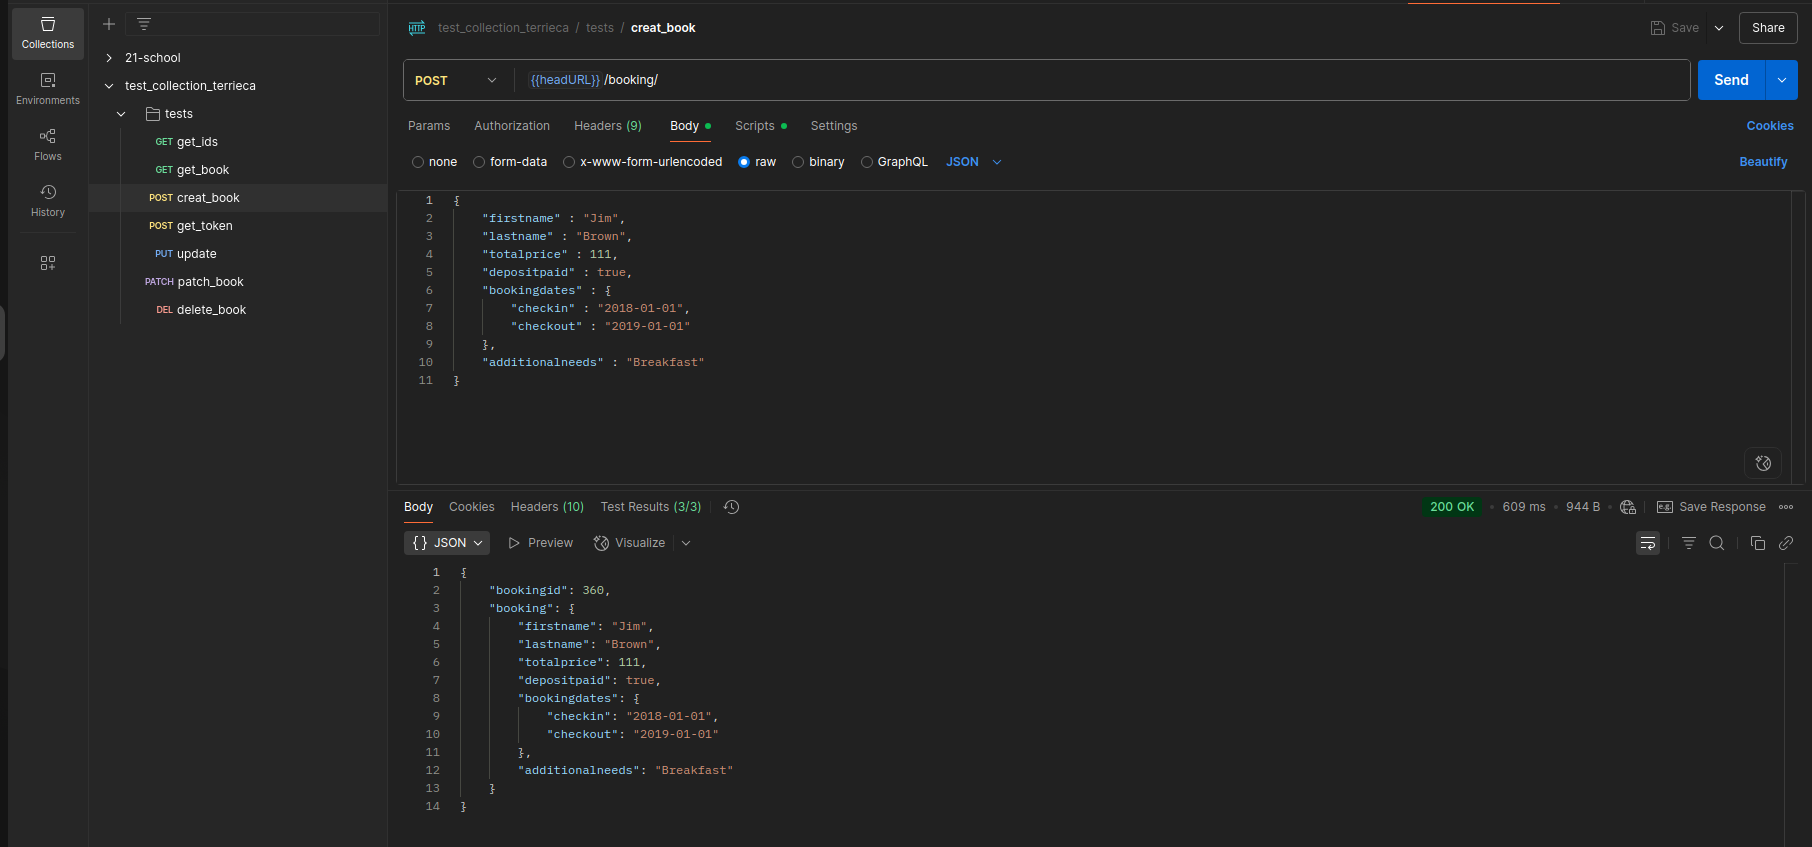 Collections
Environments
Flows
History
21-school
test_collection_terrieca
tests
GET get_ids
GET get_book
POST creat_book
POST get_token
PUT update
PATCH patch_book
DEL delete_book
HTTP test_collection_terrieca / tests / creat_book
Save
Share
POST {{headURL}} /booking/
Send
Params Authorization Headers (9) Body Scripts Settings
Cookies
none form-data x-www-form-urlencoded raw binary GraphQL JSON
Beautify
1 {
2 "firstname" : "Jim",
3 "lastname" : "Brown",
4 "totalprice" : 111,
5 "depositpaid" : true,
6 "bookingdates" : {
7 "checkin" : "2018-01-01",
8 "checkout" : "2019-01-01"
9 },
10 "additionalneeds" : "Breakfast"
11 }
Body Cookies Headers (10) Test Results (3/3)
200 OK • 609 ms • 944 B • e.g. Save Response
{} JSON Preview Visualize
1 {
2 "bookingid": 360,
3 "booking": {
4 "firstname": "Jim",
5 "lastname": "Brown",
6 "totalprice": 111,
7 "depositpaid": true,
8 "bookingdates": {
9 "checkin": "2018-01-01",
10 "checkout": "2019-01-01"
11 },
12 "additionalneeds": "Breakfast"
13 }
14 }